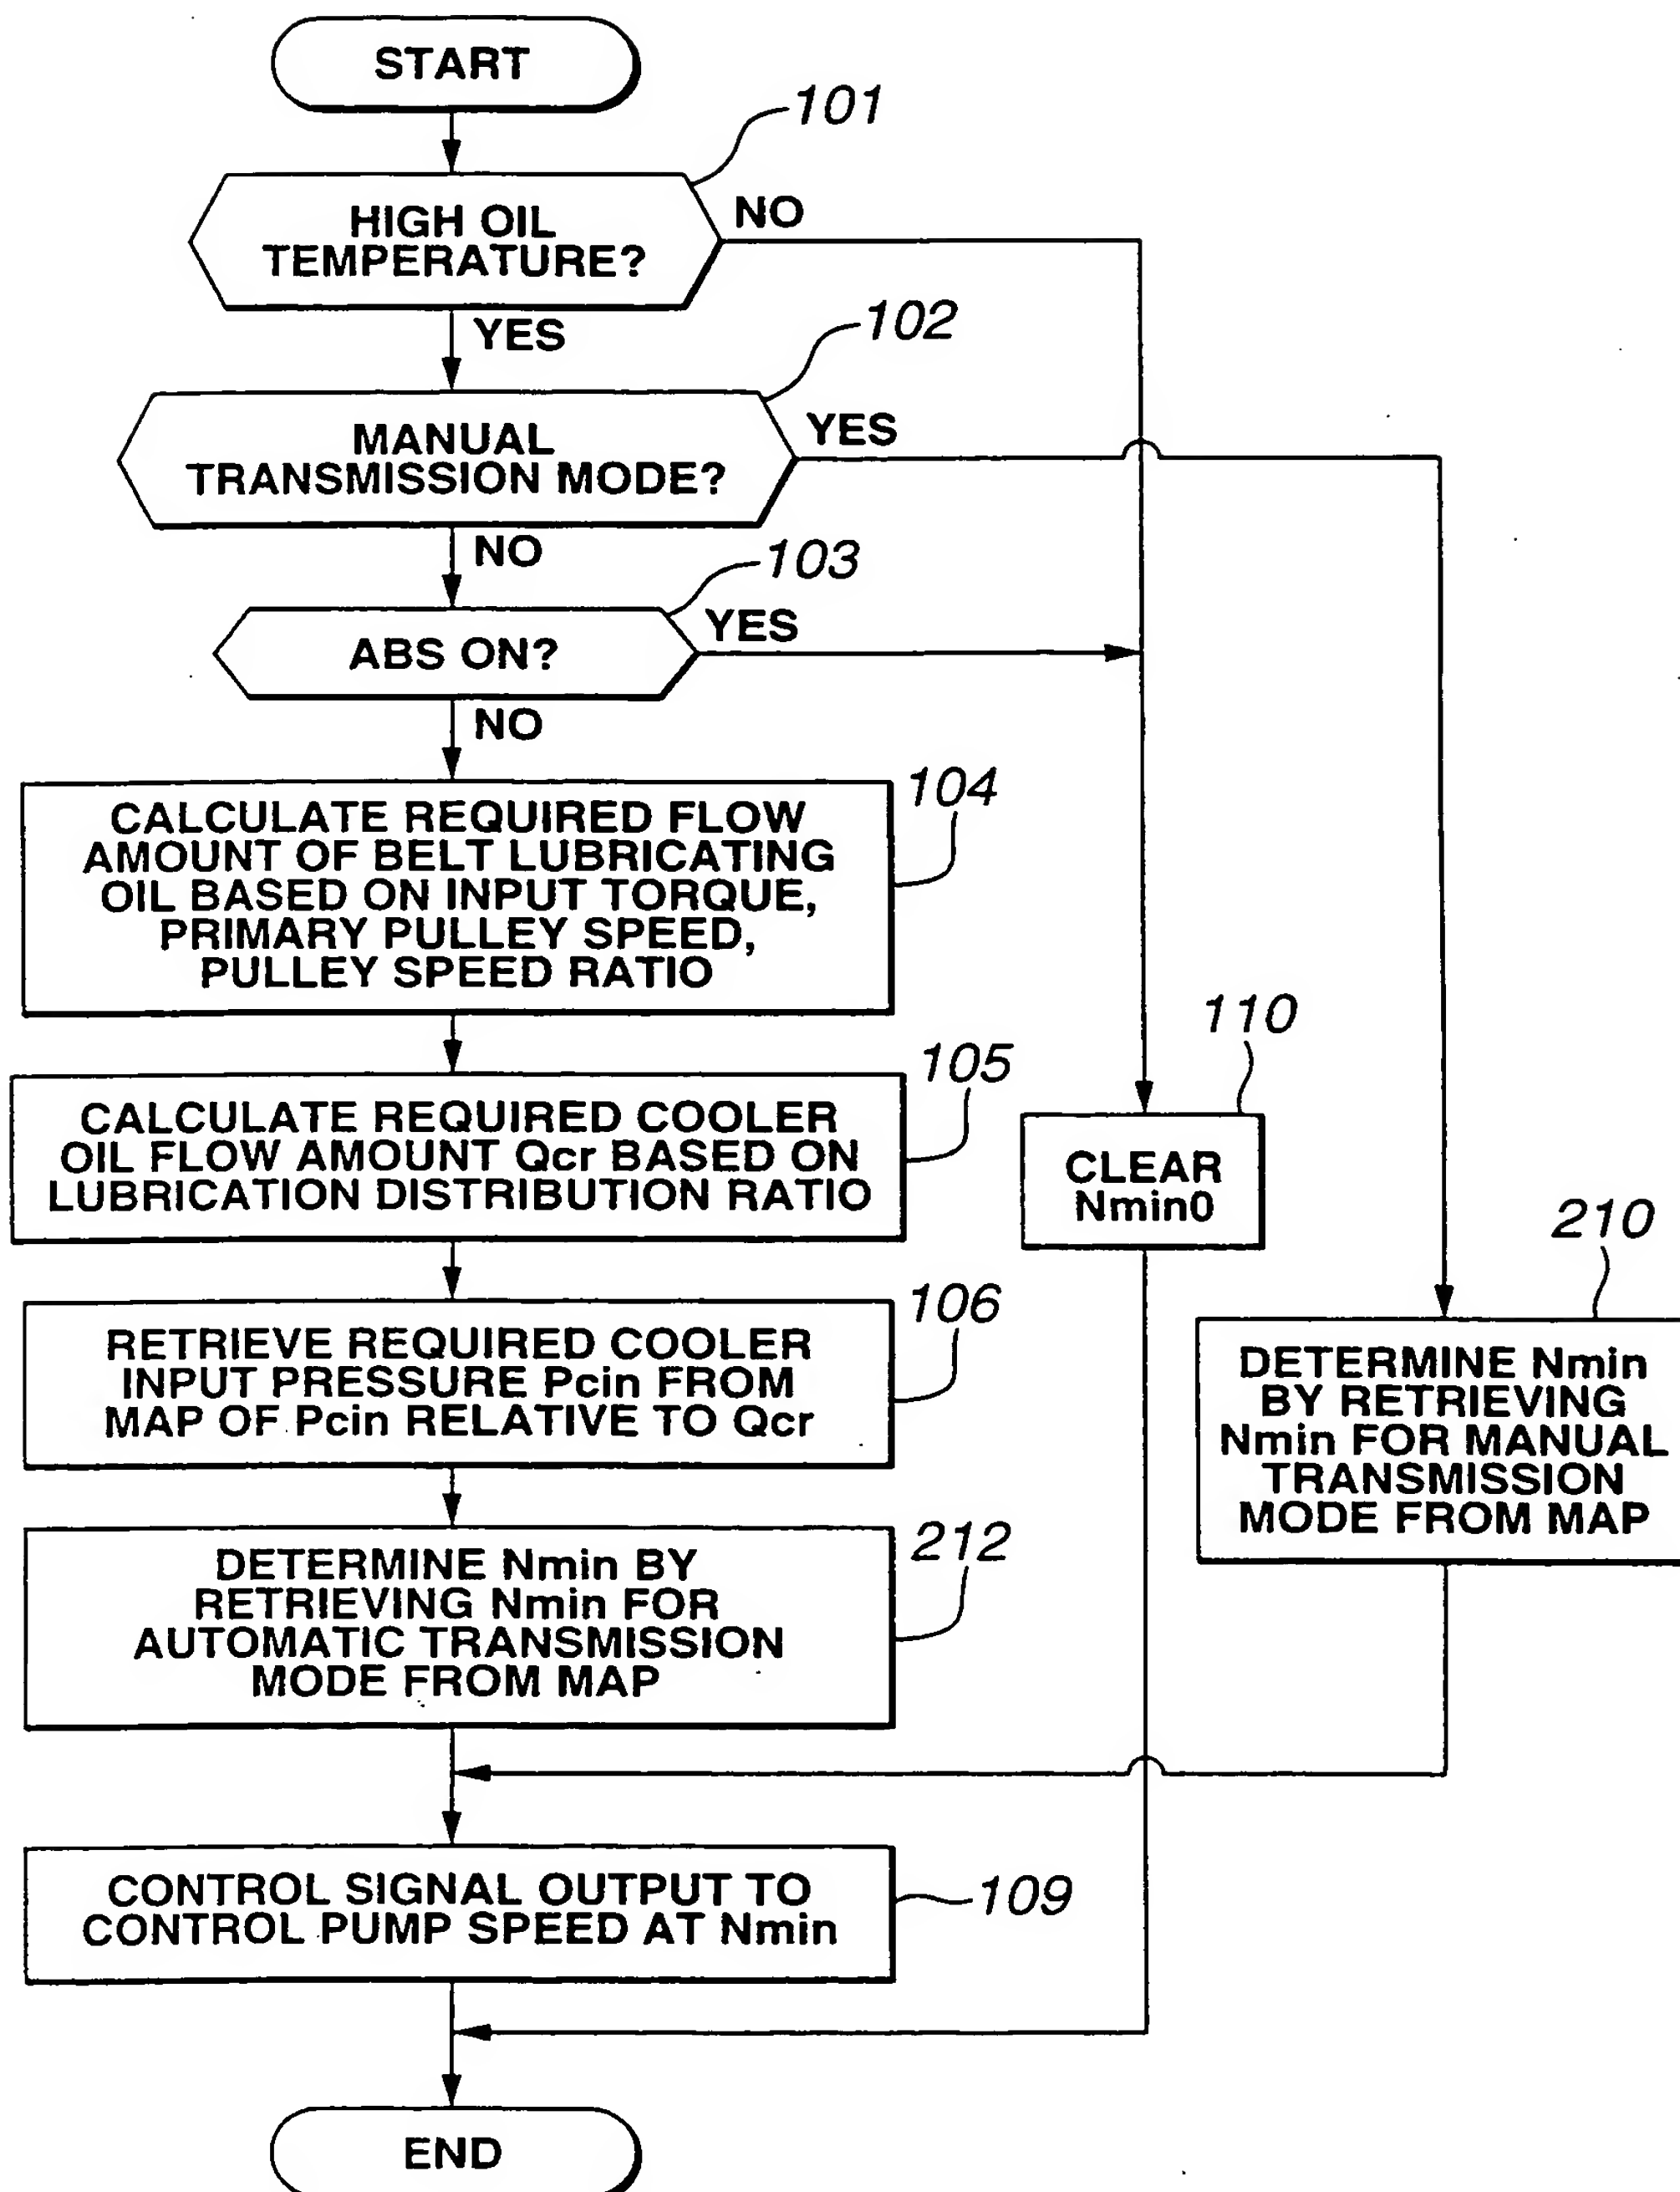 START
101
HIGH OIL
TEMPERATURE?
NO
YES
102
MANUAL
TRANSMISSION MODE?
YES
NO
103
ABS ON?
YES
NO
104
CALCULATE REQUIRED FLOW
AMOUNT OF BELT LUBRICATING
OIL BASED ON INPUT TORQUE,
PRIMARY PULLEY SPEED,
PULLEY SPEED RATIO
105
CALCULATE REQUIRED COOLER
OIL FLOW AMOUNT Qcr BASED ON
LUBRICATION DISTRIBUTION RATIO
110
CLEAR
Nmin0
106
RETRIEVE REQUIRED COOLER
INPUT PRESSURE Pcin FROM
MAP OF Pcin RELATIVE TO Qcr
210
DETERMINE Nmin
BY RETRIEVING
Nmin FOR MANUAL
TRANSMISSION
MODE FROM MAP
212
DETERMINE Nmin BY
RETRIEVING Nmin FOR
AUTOMATIC TRANSMISSION
MODE FROM MAP
CONTROL SIGNAL OUTPUT TO
CONTROL PUMP SPEED AT Nmin
109
END